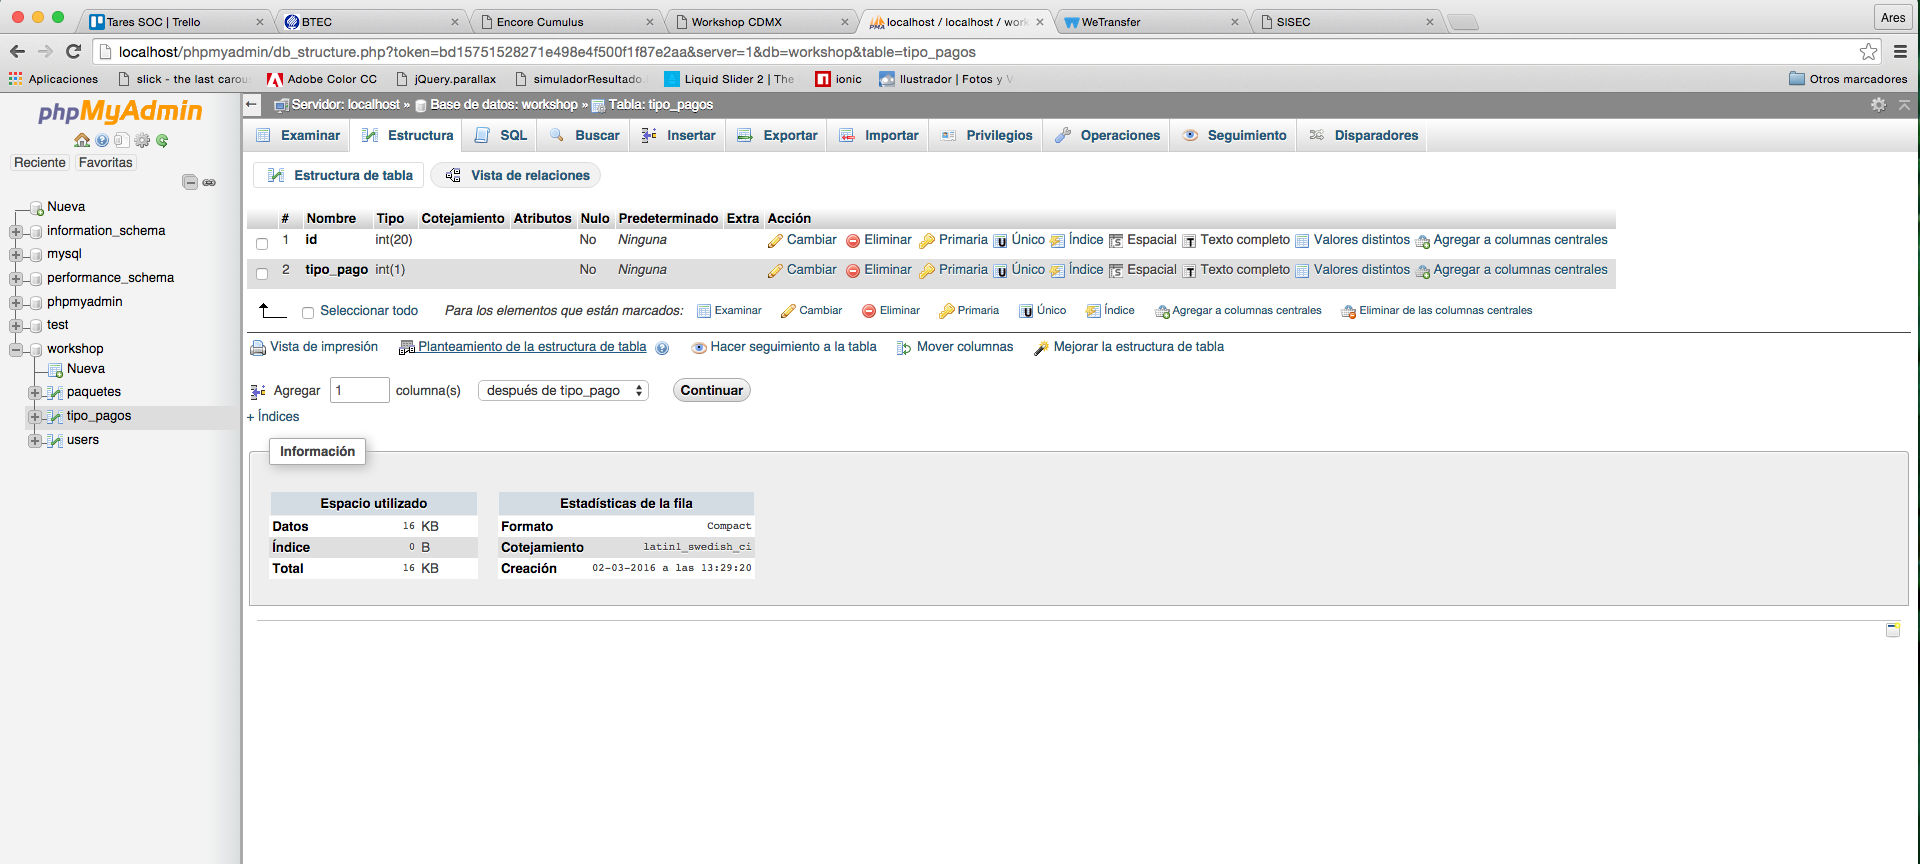 Tares SOC | Trello
BTEC
Encore Cumulus
Workshop CDMX
localhost / localhost / work
WeTransfer
SISEC
Ares
localhost/phpmyadmin/db_structure.php?token=bd15751528271e498e4f500f1f87e2aa&server=1&db=workshop&table=tipo_pagos
Aplicaciones
slick - the last carou
Adobe Color CC
jQuery.parallax
simuladorResultado.
Liquid Slider 2 | The
ionic
Ilustrador | Fotos y V
Otros marcadores
phpMyAdmin
Reciente
Favoritas
Nueva
information_schema
mysql
performance_schema
phpmyadmin
test
workshop
Nueva
paquetes
tipo_pagos
users
Servidor: localhost » Base de datos: workshop » Tabla: tipo_pagos
Examinar
Estructura
SQL
Buscar
Insertar
Exportar
Importar
Privilegios
Operaciones
Seguimiento
Disparadores
Estructura de tabla
Vista de relaciones
# Nombre Tipo Cotejamiento Atributos Nulo Predeterminado Extra Acción
1 id int(20) No Ninguna Cambiar Eliminar Primaria Único Índice Espacial Texto completo Valores distintos Agregar a columnas centrales
2 tipo_pago int(1) No Ninguna Cambiar Eliminar Primaria Único Índice Espacial Texto completo Valores distintos Agregar a columnas centrales
Seleccionar todo Para los elementos que están marcados: Examinar Cambiar Eliminar Primaria Único Índice Agregar a columnas centrales Eliminar de las columnas centrales
Vista de impresión Planteamiento de la estructura de tabla Hacer seguimiento a la tabla Mover columnas Mejorar la estructura de tabla
Agregar 1 columna(s) después de tipo_pago Continuar
+ Índices
Información
Espacio utilizado
Datos 16 KB
Índice 0 B
Total 16 KB
Estadísticas de la fila
Formato Compact
Cotejamiento latin1_swedish_ci
Creación 02-03-2016 a las 13:29:20